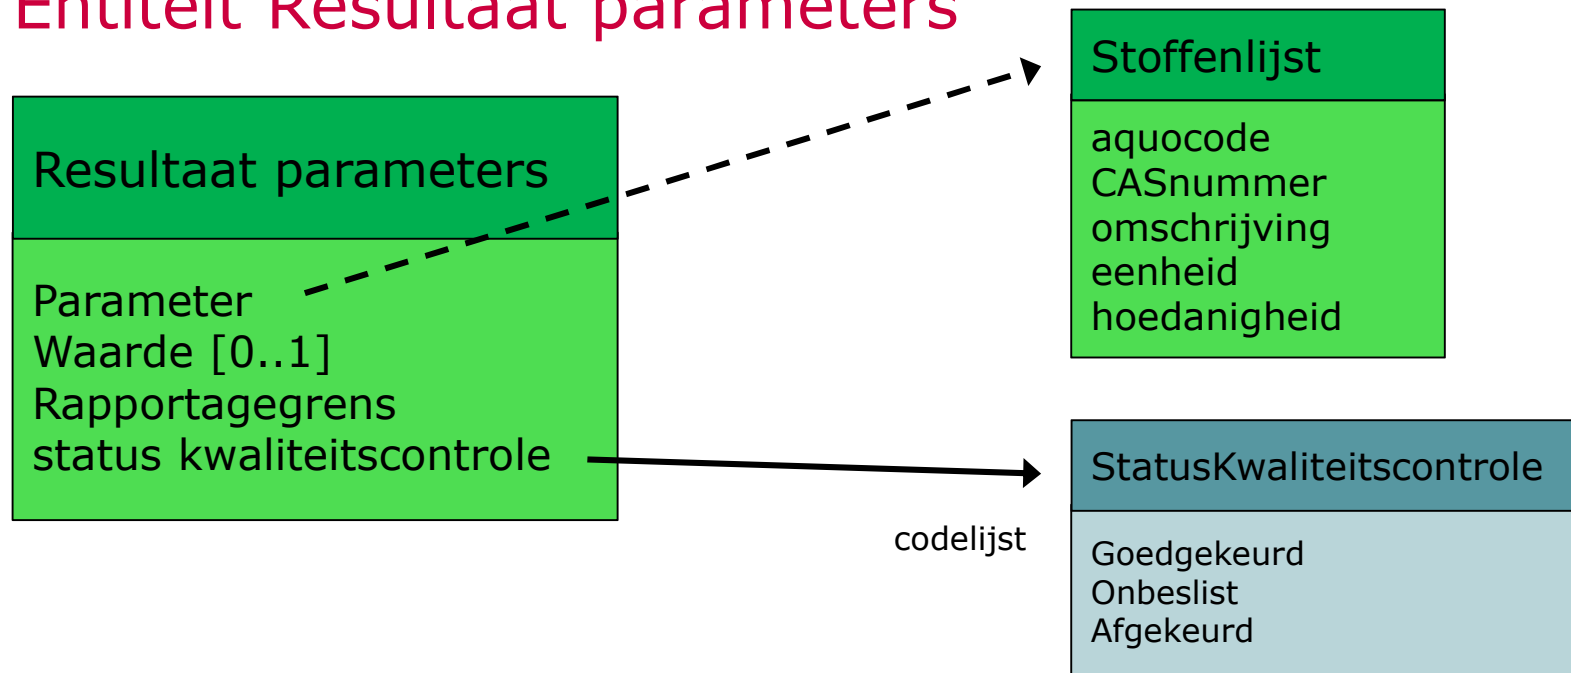 Entiteit Resultaat parameters
Resultaat parameters
Parameter
Waarde [0..1]
Rapportagegrens
status kwaliteitscontrole
Stoffenlijst
aquocode
CASnummer
omschrijving
eenheid
hoedanigheid
codelijst
StatusKwaliteitscontrole
Goedgekeurd
Onbeslist
Afgekeurd